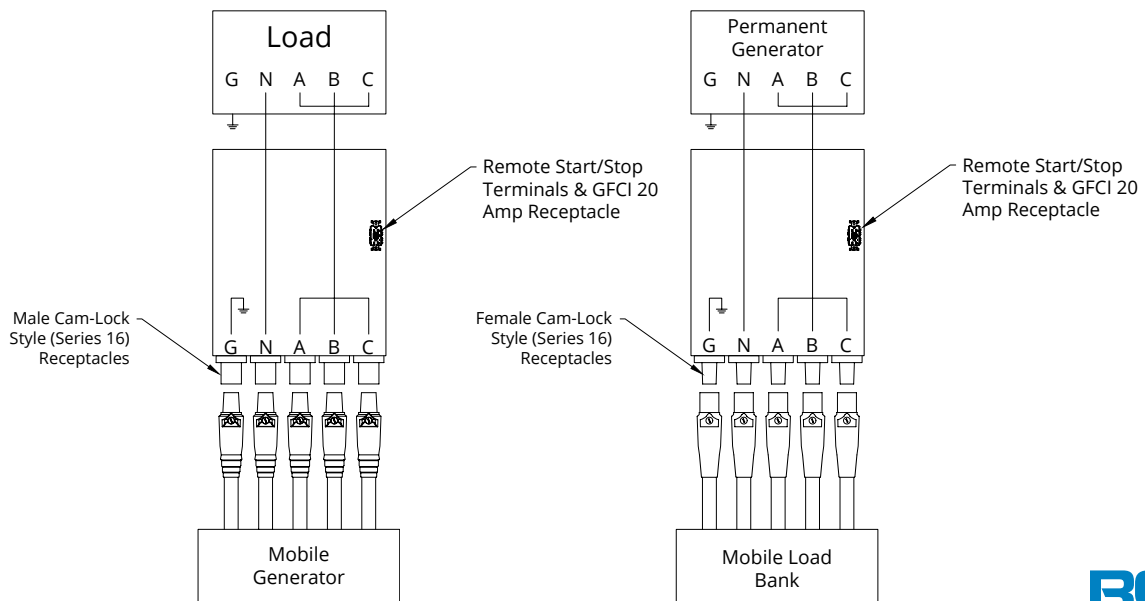 Load
G N A B C
Remote Start/Stop
Terminals & GFCI 20
Amp Receptacle
Male Cam-Lock
Style (Series 16)
Receptacles
G N A B C
Mobile
Generator
Permanent
Generator
G N A B C
Remote Start/Stop
Terminals & GFCI 20
Amp Receptacle
Female Cam-Lock
Style (Series 16)
Receptacles
G N A B C
Mobile Load
Bank